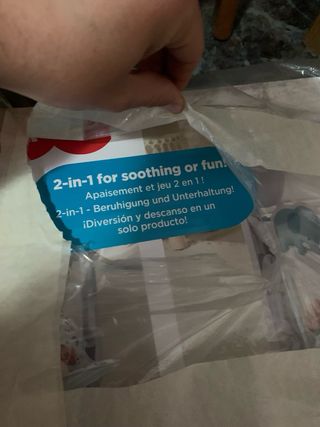 2-in-1 for soothing or fun!
Apaisement et jeu 2 en 1 !
2-in-1 - Beruhigung und Unterhaltung!
¡Diversión y descanso en un
solo producto!